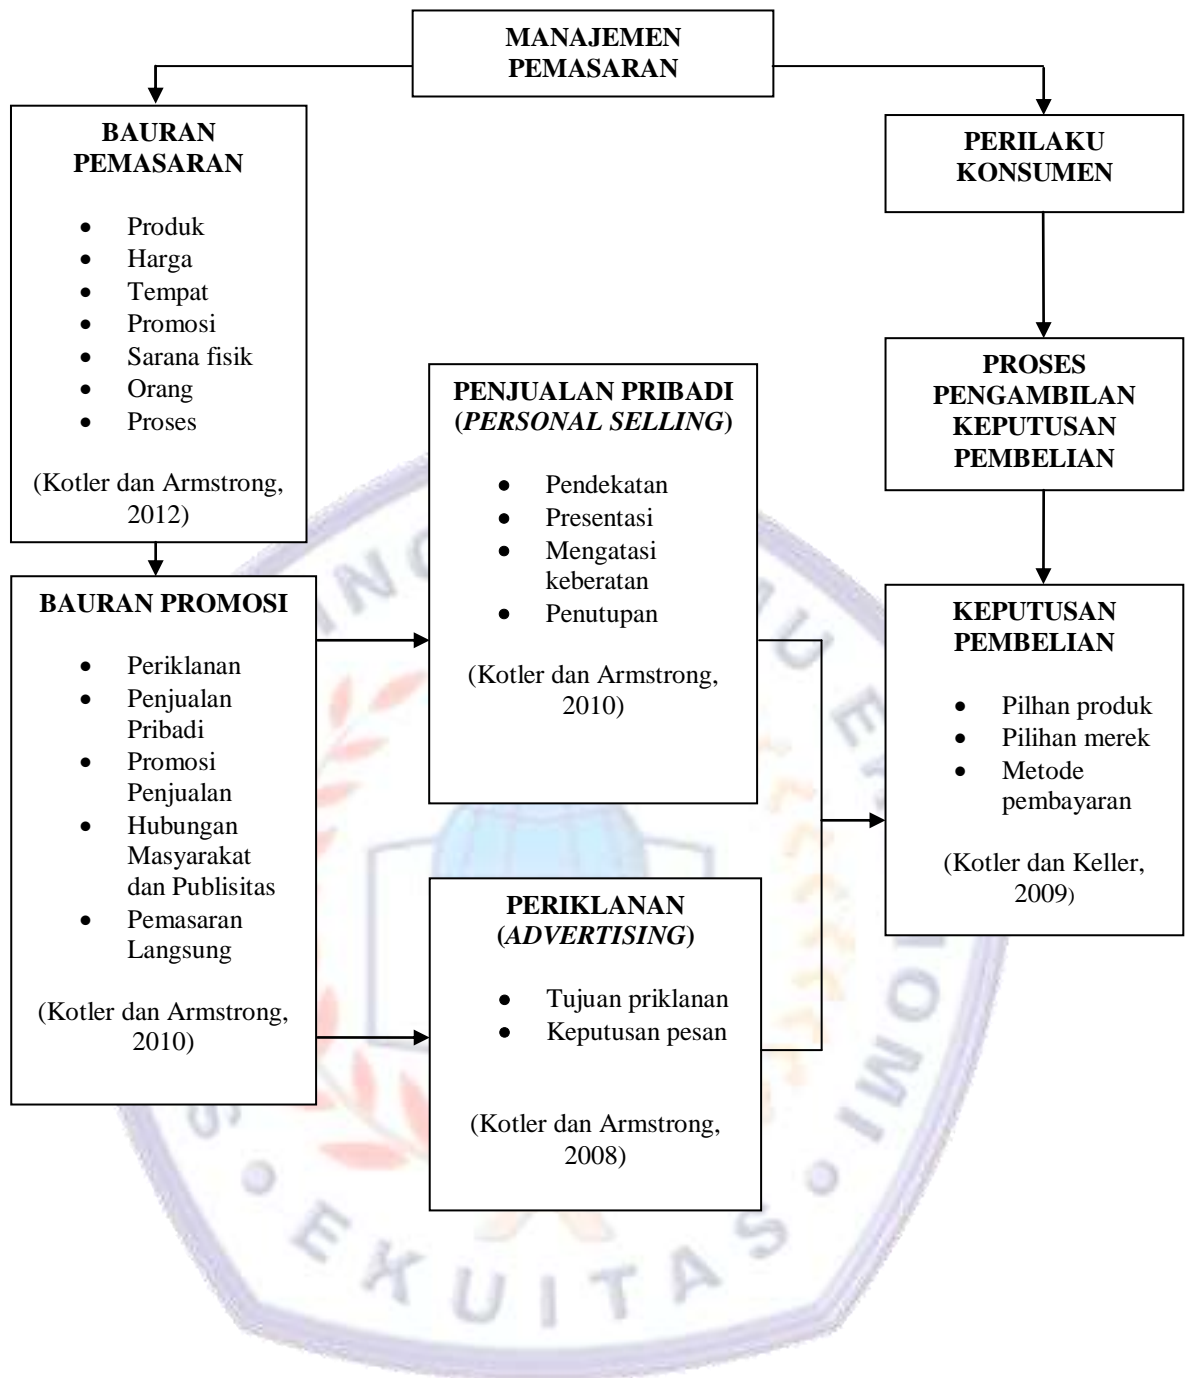 MANAJEMEN
PEMASARAN
BAURAN
PEMASARAN
• Produk
• Harga
• Tempat
• Promosi
• Sarana fisik
• Orang
• Proses
(Kotler dan Armstrong,
2012)
BAURAN PROMOSI
• Periklanan
• Penjualan
Pribadi
• Promosi
Penjualan
• Hubungan
Masyarakat
dan Publisitas
• Pemasaran
Langsung
(Kotler dan Armstrong,
2010)
PENJUALAN PRIBADI
(PERSONAL SELLING)
• Pendekatan
• Presentasi
• Mengatasi
keberatan
• Penutupan
(Kotler dan Armstrong,
2010)
PERIKLANAN
(ADVERTISING)
• Tujuan priklanan
• Keputusan pesan
(Kotler dan Armstrong,
2008)
PERILAKU
KONSUMEN
PROSES
PENGAMBILAN
KEPUTUSAN
PEMBELIAN
KEPUTUSAN
PEMBELIAN
• Pilhan produk
• Pilihan merek
• Metode
pembayaran
(Kotler dan Keller,
2009)
EKUITAS